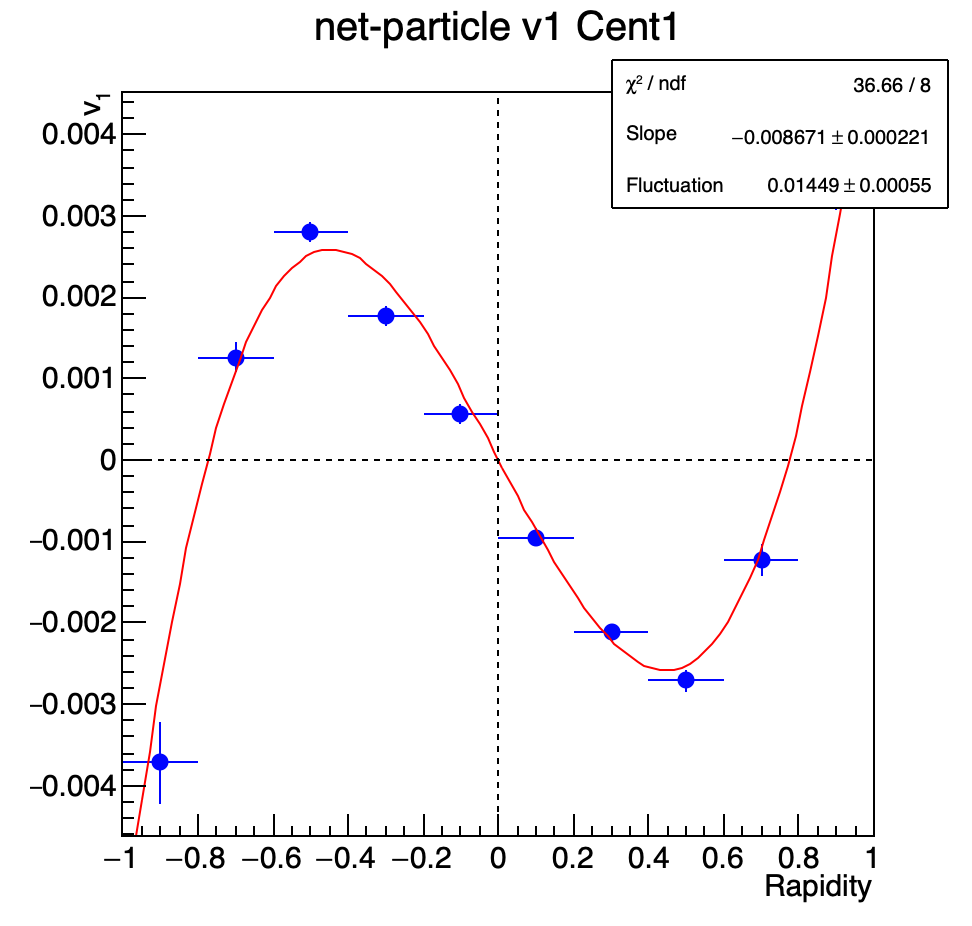 net-particle v1 Cent1
χ² / ndf 36.66 / 8
Slope −0.008671 ± 0.000221
Fluctuation 0.01449 ± 0.00055
v₁
0.004
0.003
0.002
0.001
0
−0.001
−0.002
−0.003
−0.004
−1 −0.8 −0.6 −0.4 −0.2 0 0.2 0.4 0.6 0.8 1
Rapidity